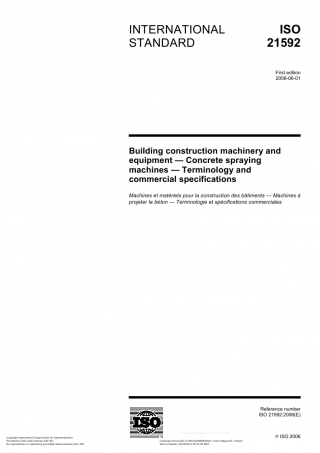 INTERNATIONAL
STANDARD
ISO
21592
First edition
2006-06-01
Building construction machinery and
equipment — Concrete spraying
machines — Terminology and
commercial specifications
Machines et matériels pour la construction des bâtiments — Machines à
projeter le béton — Terminologie et spécifications commerciales
Reference number
ISO 21592:2006(E)
ISO
© ISO 2006